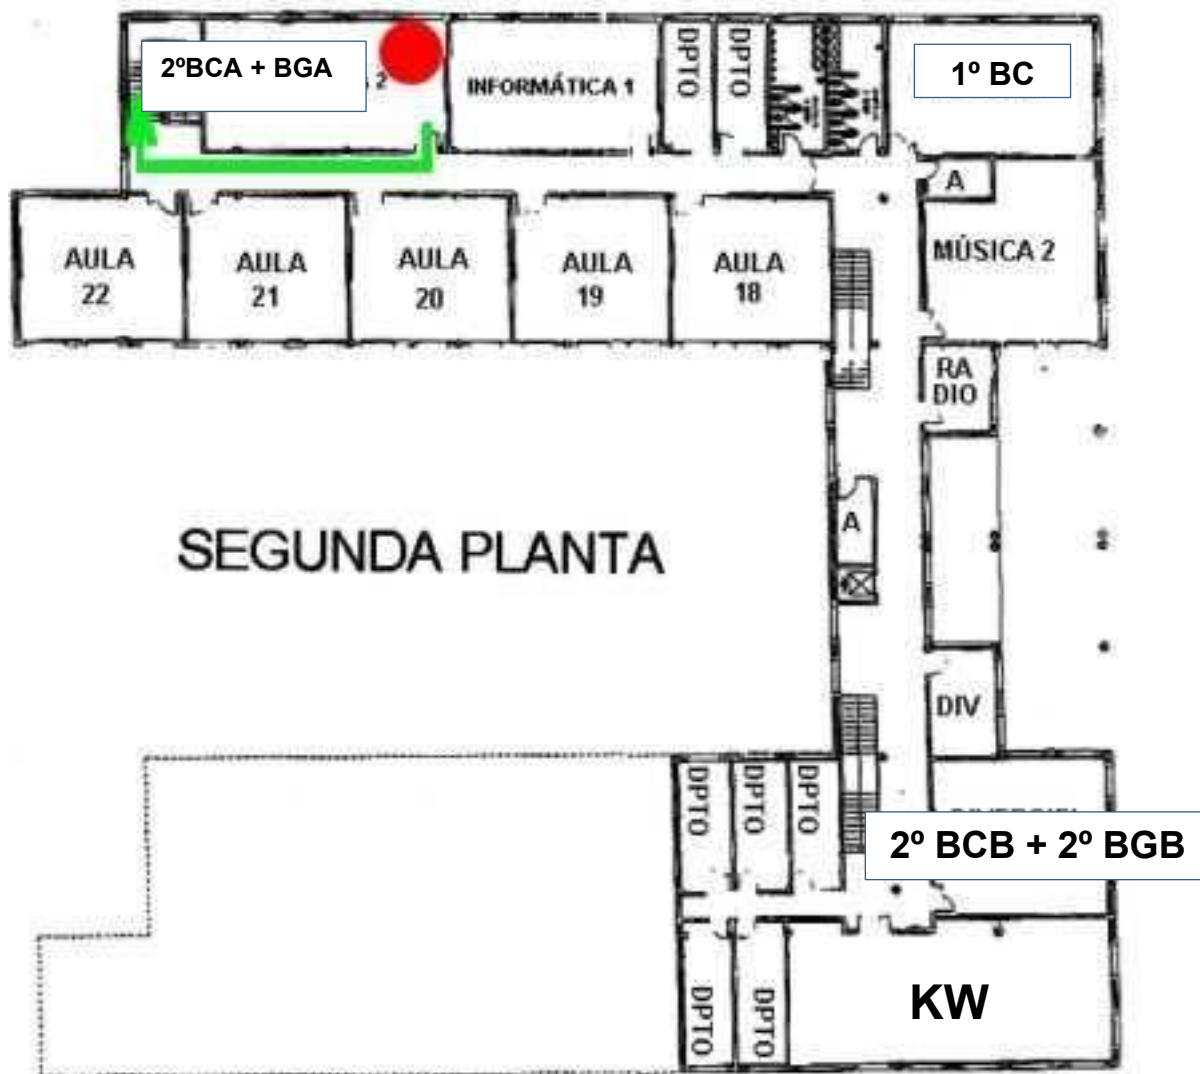 2ºBCA + BGA
2
INFORMÁTICA 1
DPTO
DPTO
1º BC
A
MÚSICA 2
AULA
22
AULA
21
AULA
20
AULA
19
AULA
18
RA
DIO
A
SEGUNDA PLANTA
DIV
DPTO
DPTO
DPTO
2º BCB + 2º BGB
DPTO
DPTO
KW